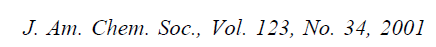 J. Am. Chem. Soc., Vol. 123, No. 34, 2001